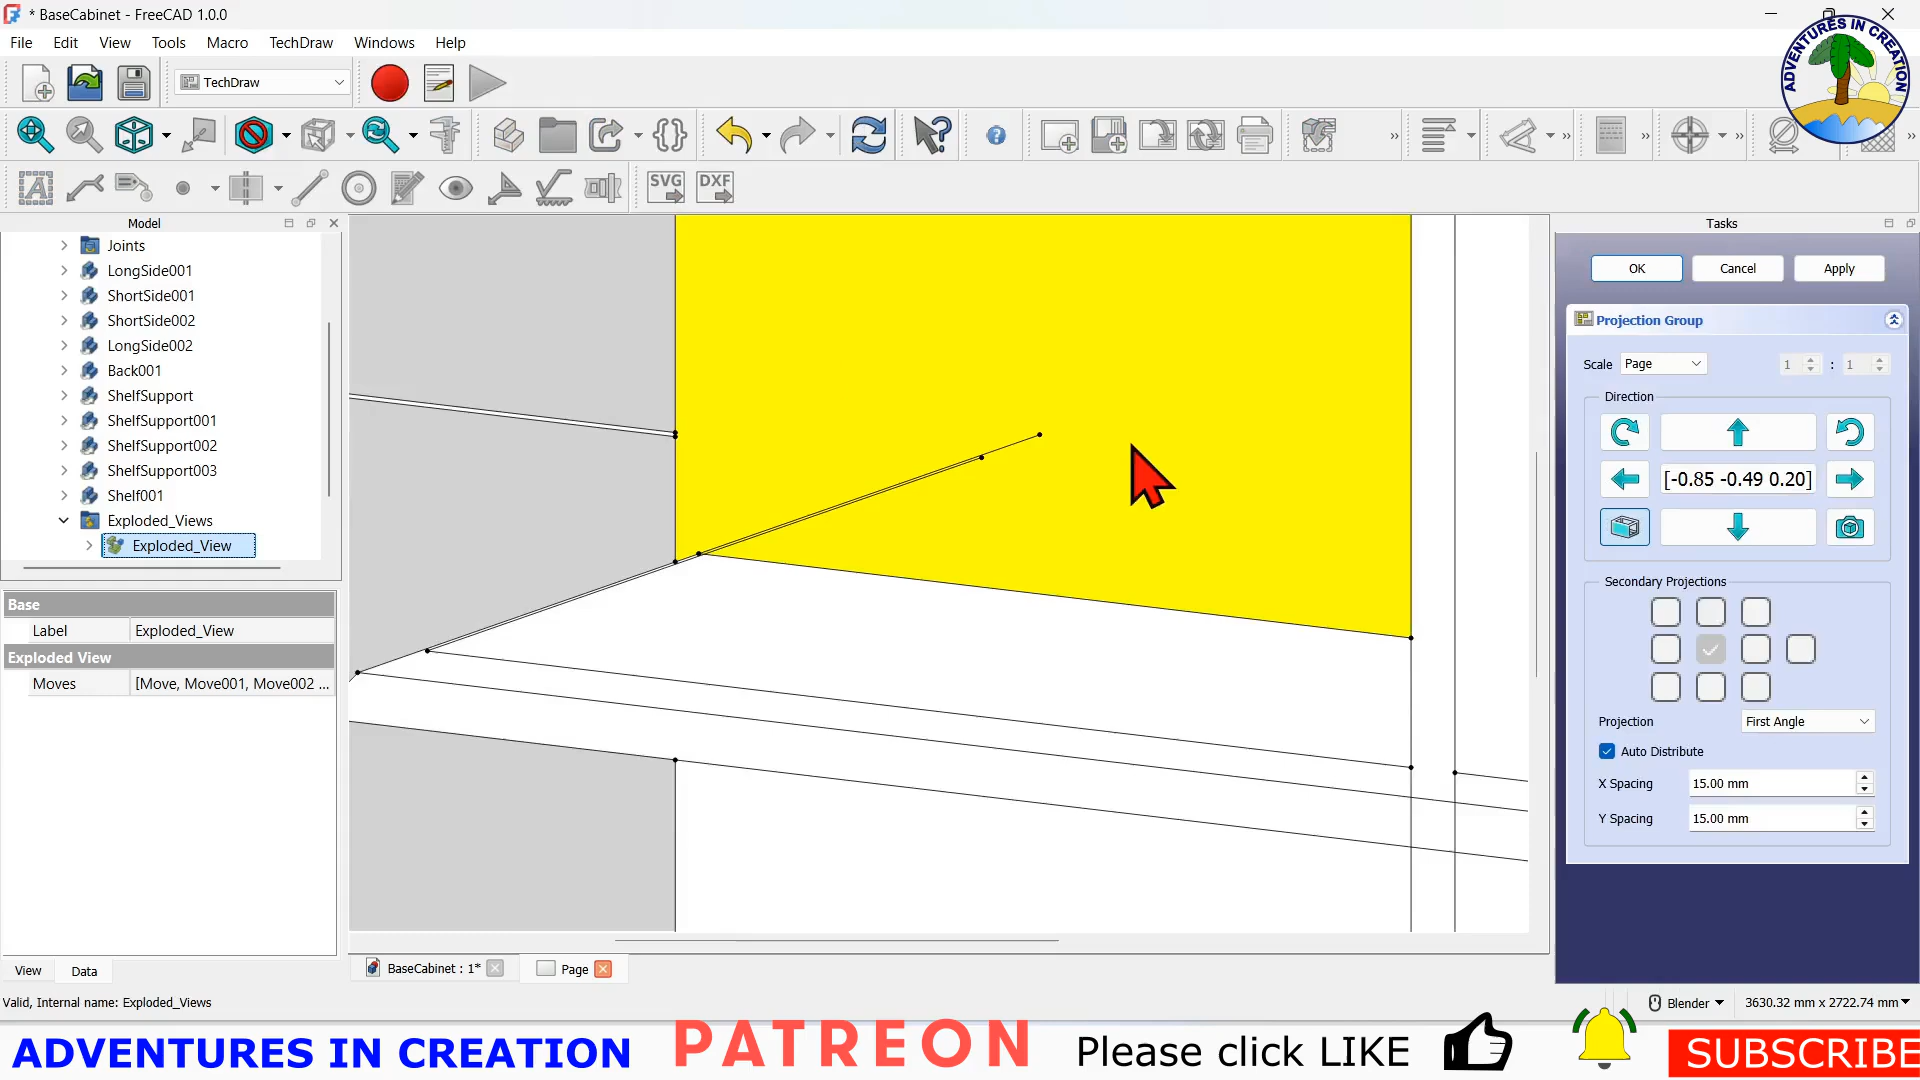 * BaseCabinet - FreeCAD 1.0.0
File Edit View Tools Macro TechDraw Windows Help
ADVENTURES IN CREATION
TechDraw
SVG DXF
Model
Joints
LongSide001
ShortSide001
ShortSide002
LongSide002
Back001
ShelfSupport
ShelfSupport001
ShelfSupport002
ShelfSupport003
Shelf001
Exploded_Views
Exploded_View
Base
Label Exploded_View
Exploded View
Moves [Move, Move001, Move002 ...
View Data
BaseCabinet : 1*
Page
Tasks
OK Cancel Apply
Projection Group
Scale Page 1 : 1
Direction
[-0.85 -0.49 0.20]
Secondary Projections
Projection First Angle
Auto Distribute
X Spacing 15.00 mm
Y Spacing 15.00 mm
Valid, Internal name: Exploded_Views
Blender 3630.32 mm x 2722.74 mm
ADVENTURES IN CREATION PATREON Please click LIKE SUBSCRIBE